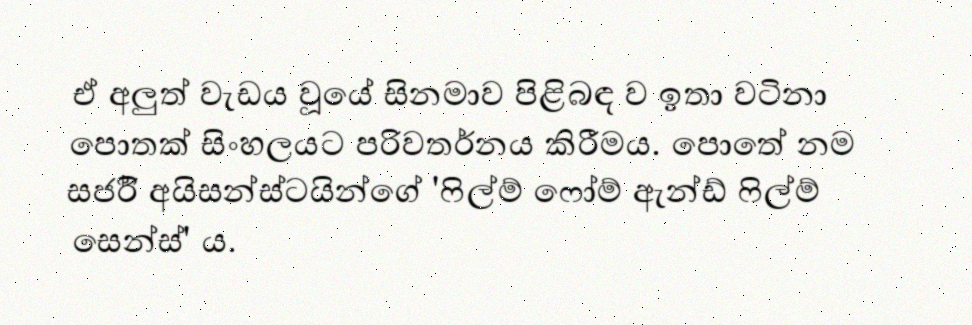 ඒ අලුත් වැඩය වූයේ සිනමාව පිළිබඳ ව ඉතා වටිනා
පොතක් සිංහලයට පරිවතර්නය කිරීමය. පොතේ නම
සජර්ි අයිසන්ස්ටයින්ගේ 'ෆිල්ම් ෆෝම් ඇන්ඩ් ෆිල්ම්
සෙන්ස්' ය.